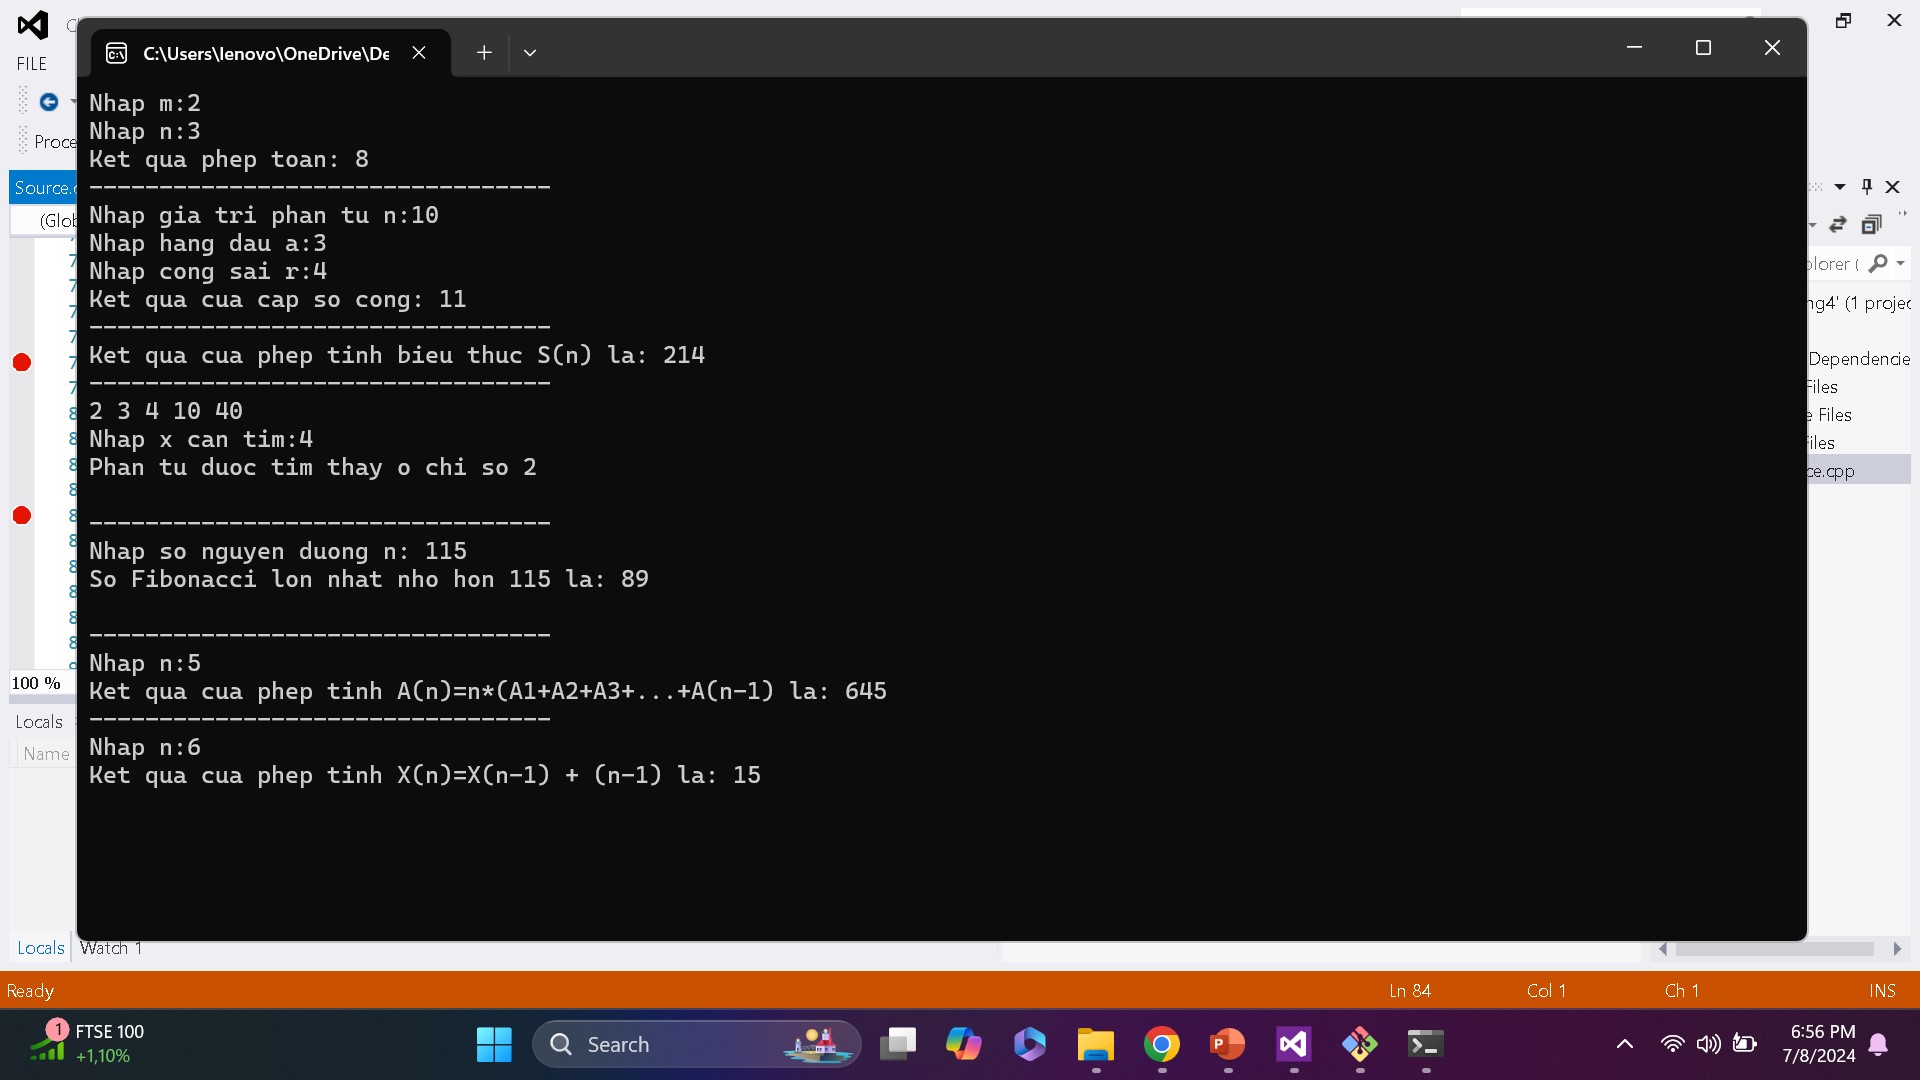 C:\Users\lenovo\OneDrive\De
FILE
Nhap m:2
Nhap n:3
Ket qua phep toan: 8
---------------------------------
Nhap gia tri phan tu n:10
Nhap hang dau a:3
Nhap cong sai r:4
Ket qua cua cap so cong: 11
---------------------------------
Ket qua cua phep tinh bieu thuc S(n) la: 214
---------------------------------
2 3 4 10 40
Nhap x can tim:4
Phan tu duoc tim thay o chi so 2
---------------------------------
Nhap so nguyen duong n: 115
So Fibonacci lon nhat nho hon 115 la: 89
---------------------------------
Nhap n:5
Ket qua cua phep tinh A(n)=n*(A1+A2+A3+...+A(n-1) la: 645
---------------------------------
Nhap n:6
Ket qua cua phep tinh X(n)=X(n-1) + (n-1) la: 15
Proce
Source.
(Glob
100 %
Locals
Name
Locals
Watch 1
plorer (
ng4' (1 projec
Dependencie
Files
e Files
Files
ce.cpp
Ready
Ln 84
Col 1
Ch 1
INS
1
FTSE 100
+1,10%
Search
6:56 PM
7/8/2024